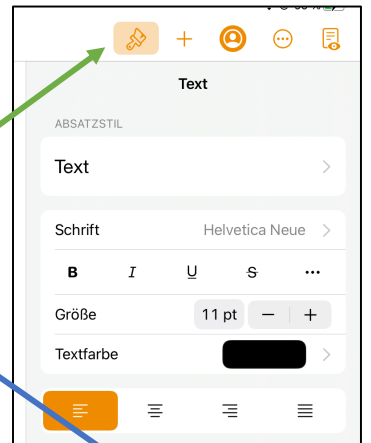 Text
ABSATZSTIL
Text
Schrift Helvetica Neue
B I U S ...
Größe 11 pt − +
Textfarbe